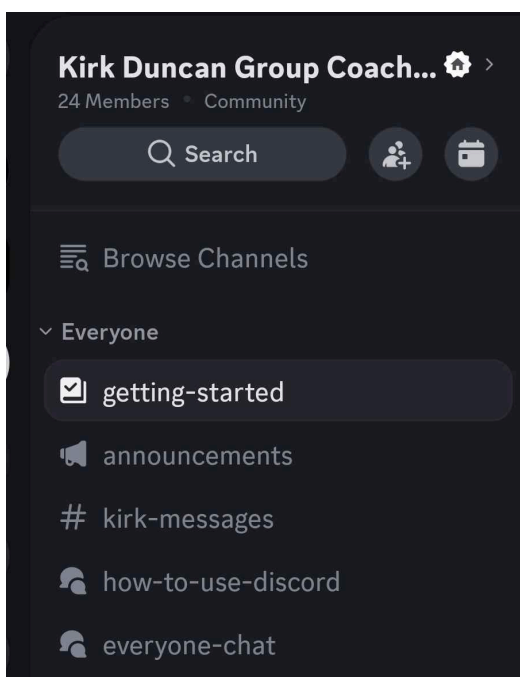 Kirk Duncan Group Coach...
24 Members • Community
Search
Browse Channels
Everyone
getting-started
announcements
kirk-messages
how-to-use-discord
everyone-chat